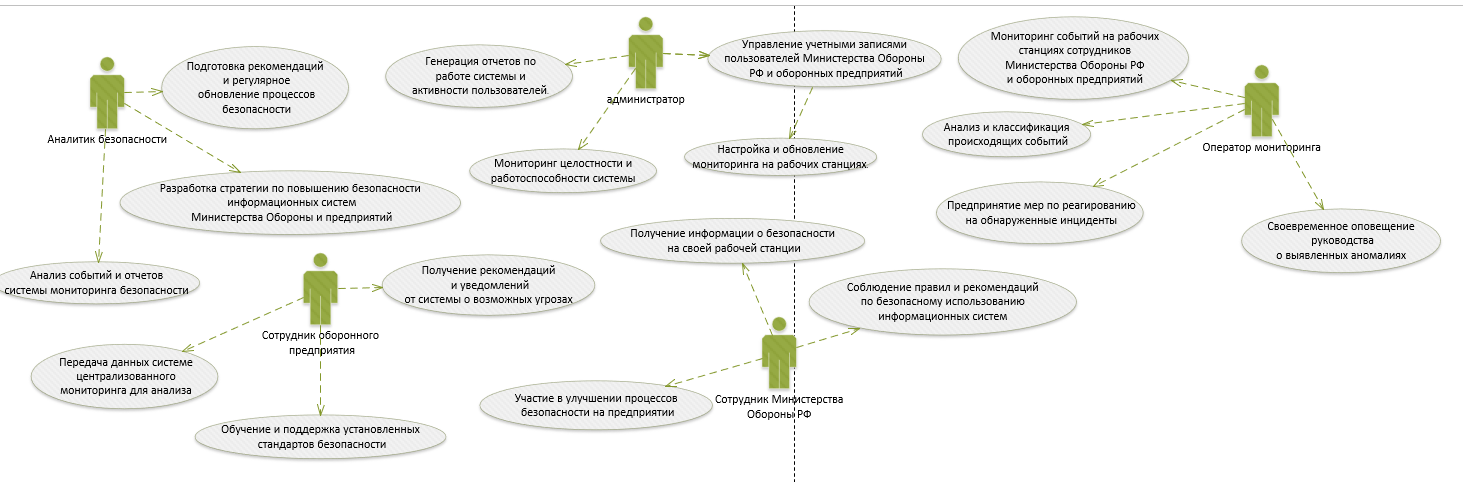 Подготовка рекомендаций
и регулярное
обновление процессов
безопасности
Аналитик безопасности
Разработка стратегии по повышению безопасности
информационных систем
Министерства Обороны и предприятий
Анализ событий и отчетов
системы мониторинга безопасности
Генерация отчетов по
работе системы и
активности пользователей.
администратор
Управление учетными записями
пользователей Министерства Обороны
РФ и оборонных предприятий
Мониторинг целостности и
работоспособности системы
Настройка и обновление
мониторинга на рабочих станциях.
Мониторинг событий на рабочих
станциях сотрудников
Министерства Обороны РФ
и оборонных предприятий
Анализ и классификация
происходящих событий
Оператор мониторинга
Предпринятие мер по реагированию
на обнаруженные инциденты
Своевременное оповещение
руководства
о выявленных аномалиях
Получение рекомендаций
и уведомлений
от системы о возможных угрозах
Сотрудник оборонного
предприятия
Передача данных системе
централизованного
мониторинга для анализа
Обучение и поддержка установленных
стандартов безопасности
Получение информации о безопасности
на своей рабочей станции
Соблюдение правил и рекомендаций
по безопасному использованию
информационных систем
Участие в улучшении процессов
безопасности на предприятии
Сотрудник Министерства
Обороны РФ